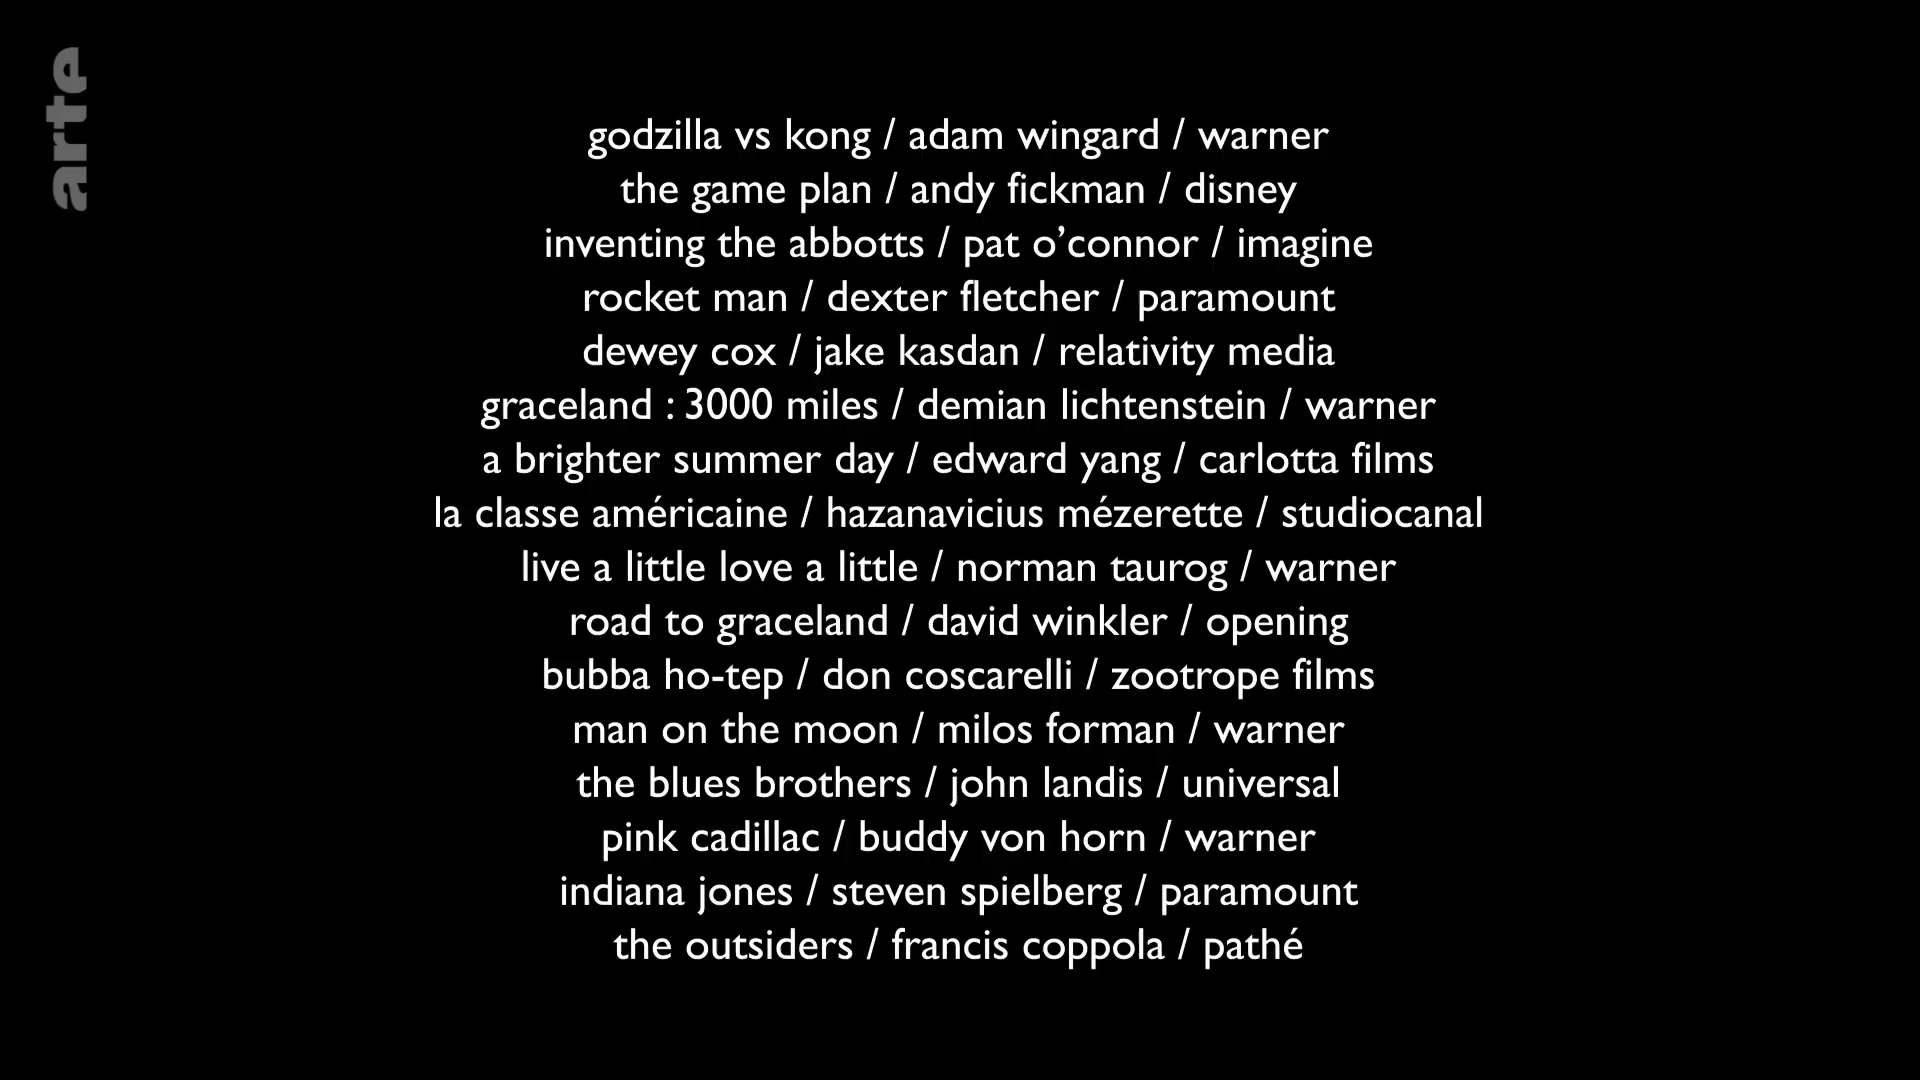 arte
godzilla vs kong / adam wingard / warner
the game plan / andy fickman / disney
inventing the abbotts / pat o’connor / imagine
rocket man / dexter fletcher / paramount
dewey cox / jake kasdan / relativity media
graceland : 3000 miles / demian lichtenstein / warner
a brighter summer day / edward yang / carlotta films
la classe américaine / hazanavicius mézerette / studiocanal
live a little love a little / norman taurog / warner
road to graceland / david winkler / opening
bubba ho-tep / don coscarelli / zootrope films
man on the moon / milos forman / warner
the blues brothers / john landis / universal
pink cadillac / buddy von horn / warner
indiana jones / steven spielberg / paramount
the outsiders / francis coppola / pathé